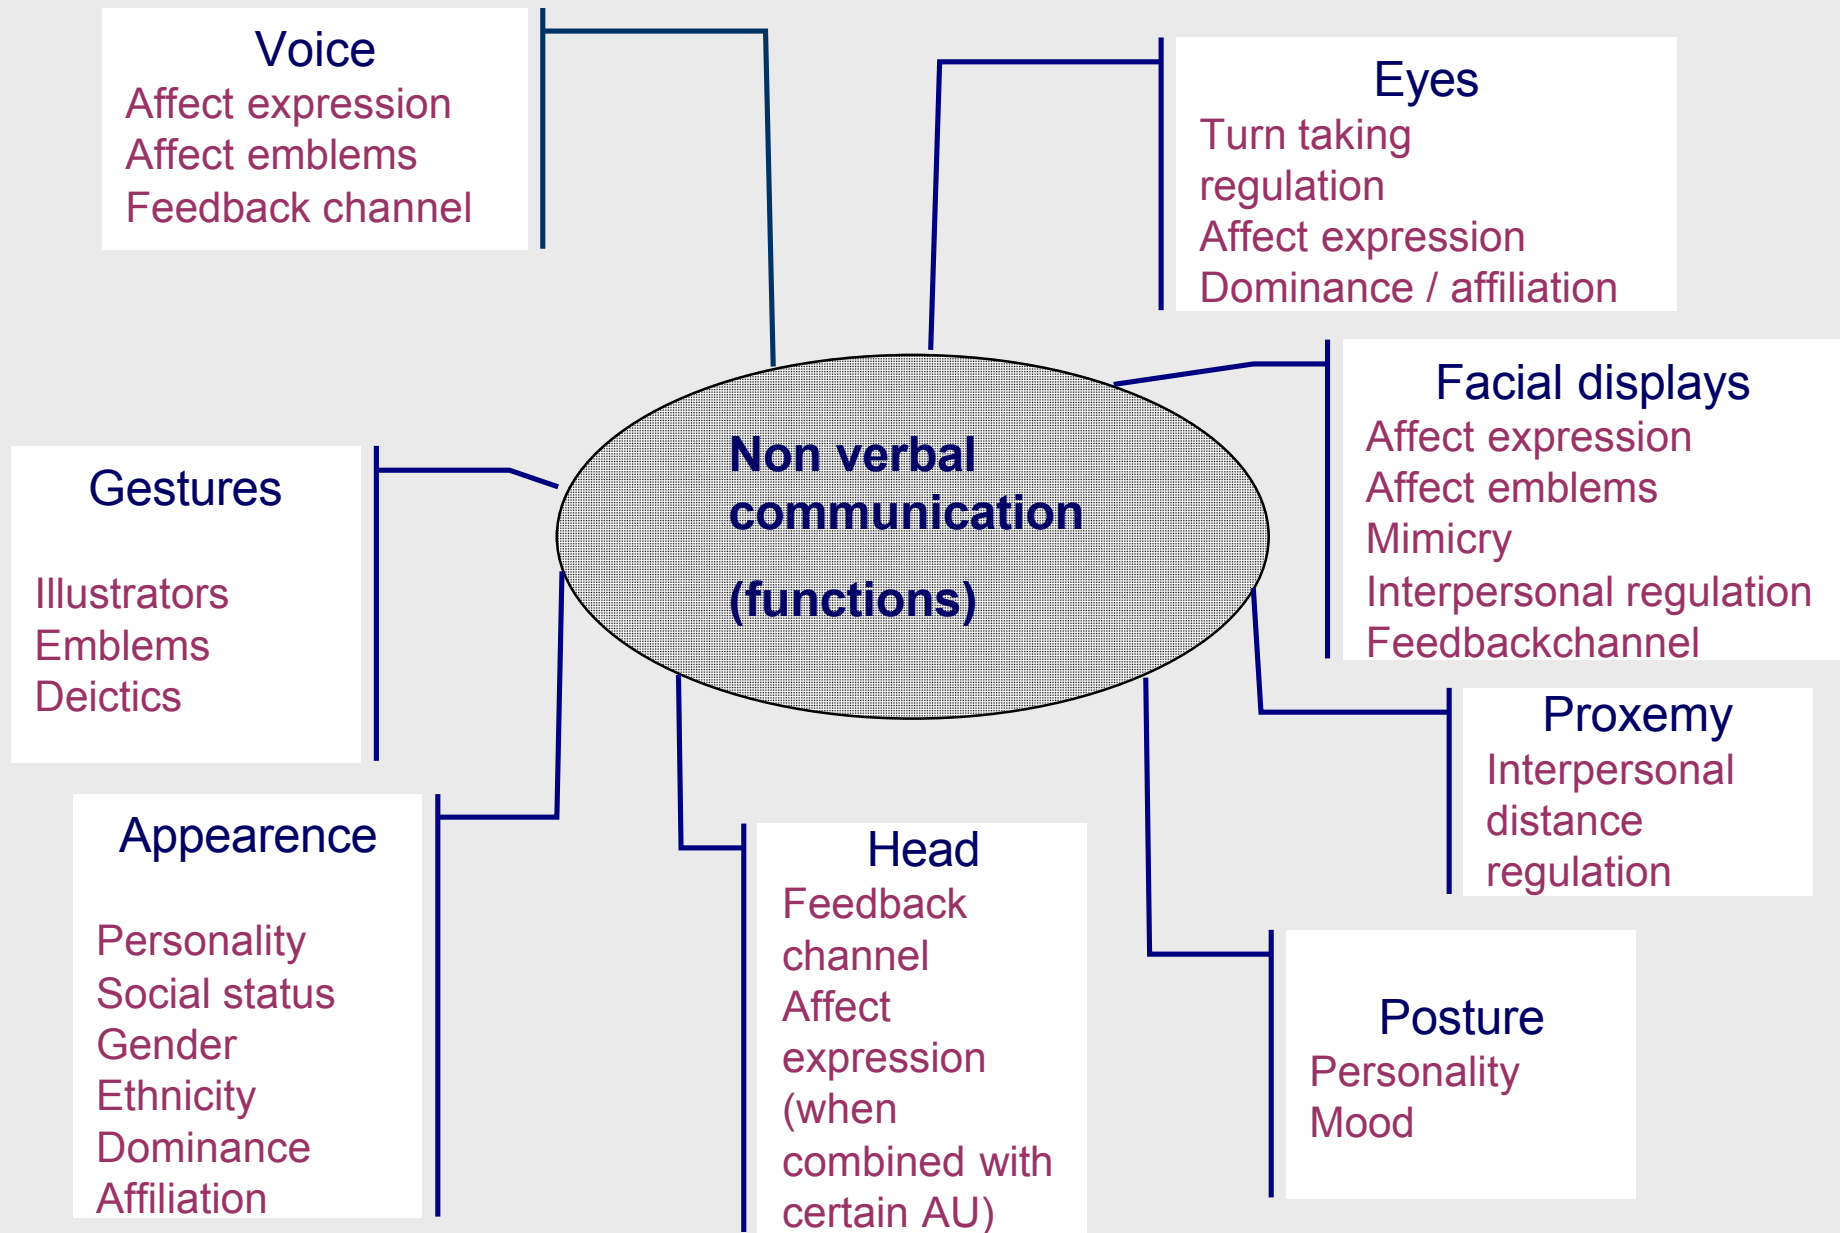 Voice
Affect expression
Affect emblems
Feedback channel
Eyes
Turn taking
regulation
Affect expression
Dominance / affiliation
Facial displays
Affect expression
Affect emblems
Mimicry
Interpersonal regulation
Feedbackchannel
Non verbal
communication
(functions)
Gestures
Illustrators
Emblems
Deictics
Proxemy
Interpersonal
distance
regulation
Appearence
Personality
Social status
Gender
Ethnicity
Dominance
Affiliation
Head
Feedback
channel
Affect
expression
(when
combined with
certain AU)
Posture
Personality
Mood